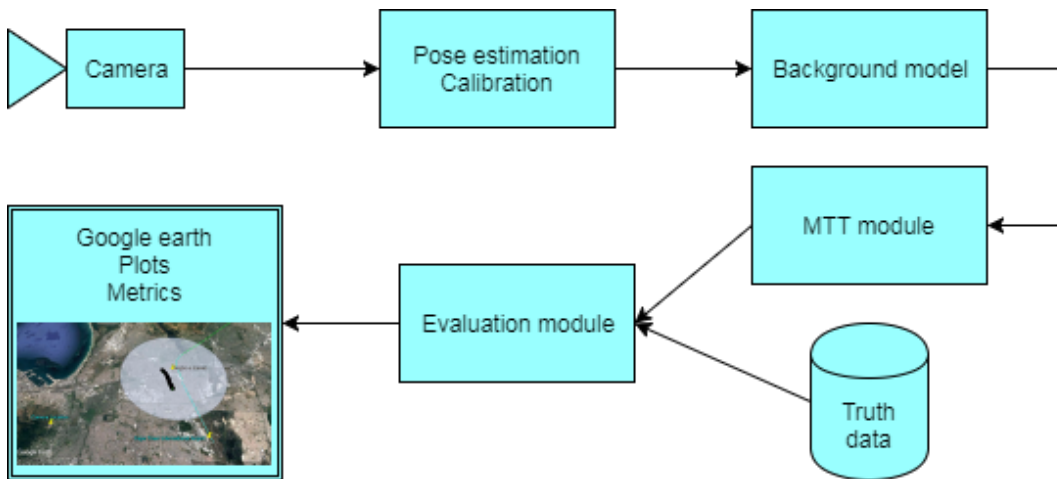 Camera
Pose estimation
Calibration
Background model
MTT module
Google earth
Plots
Metrics
Evaluation module
Truth
data